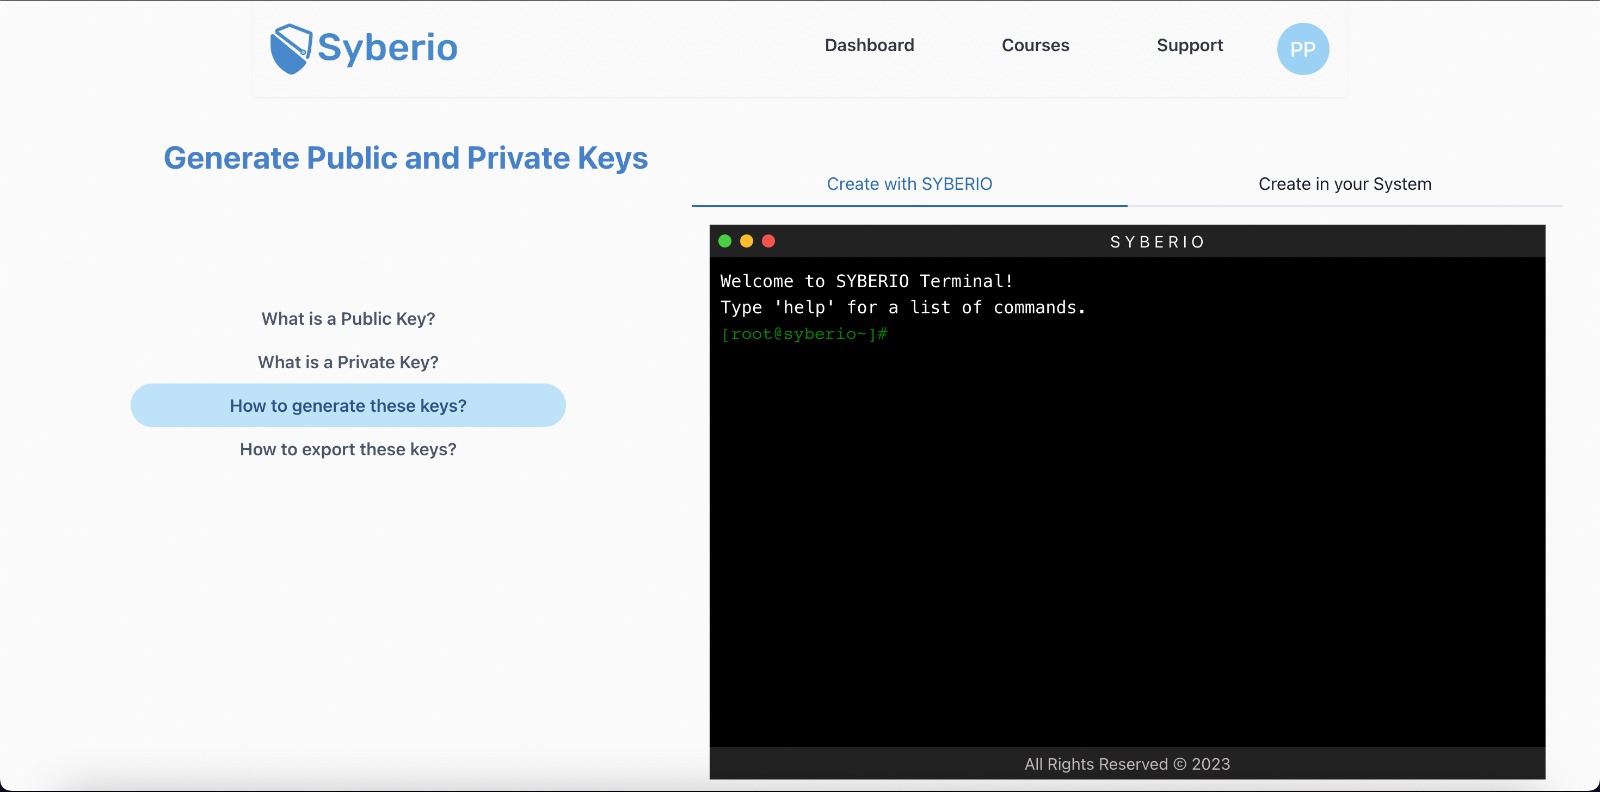 Syberio
Dashboard
Courses
Support
PP
Generate Public and Private Keys
What is a Public Key?
What is a Private Key?
How to generate these keys?
How to export these keys?
Create with SYBERIO
Create in your System
SYBERIO
Welcome to SYBERIO Terminal!
Type 'help' for a list of commands.
[root@syberio~]#
All Rights Reserved © 2023